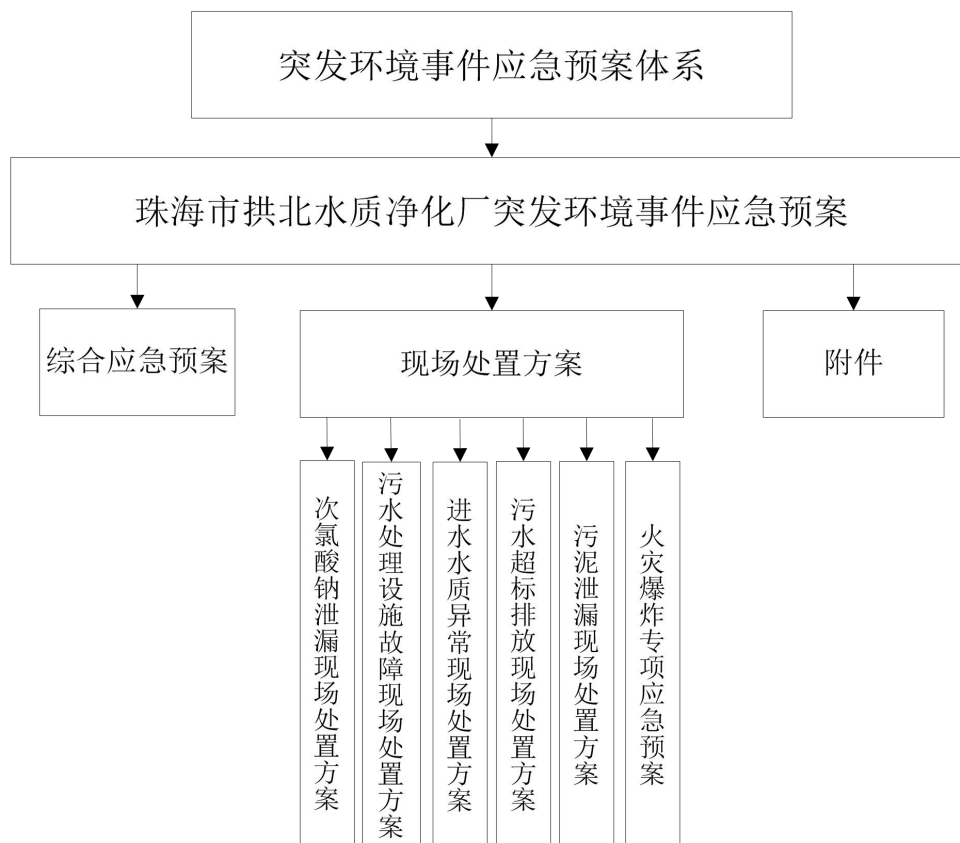 突发环境事件应急预案体系
珠海市拱北水质净化厂突发环境事件应急预案
综合应急预案
现场处置方案
附件
次氯酸钠泄漏现场处置方案
污水处理设施故障现场处置方案
进水水质异常现场处置方案
污水超标排放现场处置方案
污泥泄漏现场处置方案
火灾爆炸专项应急预案